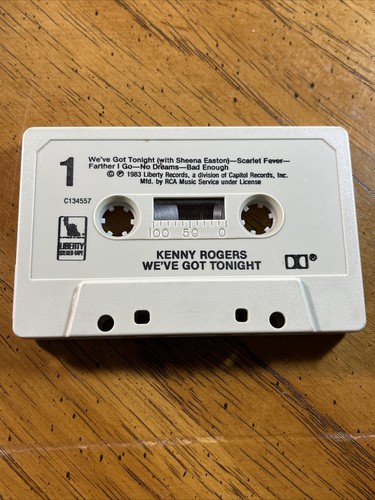 1
We've Got Tonight (with Sheena Easton)—Scarlet Fever—
Farther I Go—No Dreams—Bad Enough
© ℗ 1983 Liberty Records, a division of Capitol Records, Inc.
Mfd. by RCA Music Service under License
C134557
100 50 0
LIBERTY
KENNY ROGERS
WE'VE GOT TONIGHT
®